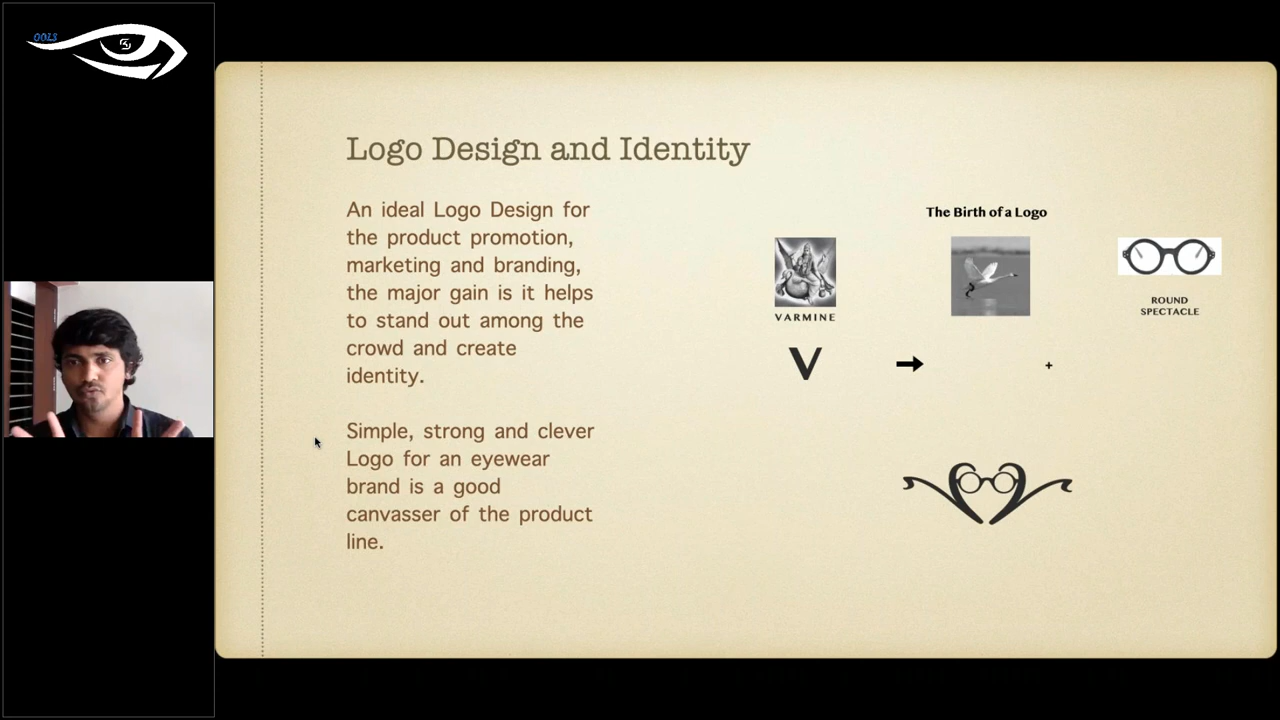 OOLS
Logo Design and Identity
An ideal Logo Design for
the product promotion,
marketing and branding,
the major gain is it helps
to stand out among the
crowd and create
identity.
Simple, strong and clever
Logo for an eyewear
brand is a good
canvasser of the product
line.
The Birth of a Logo
VARMINE
ROUND
SPECTACLE
V
+